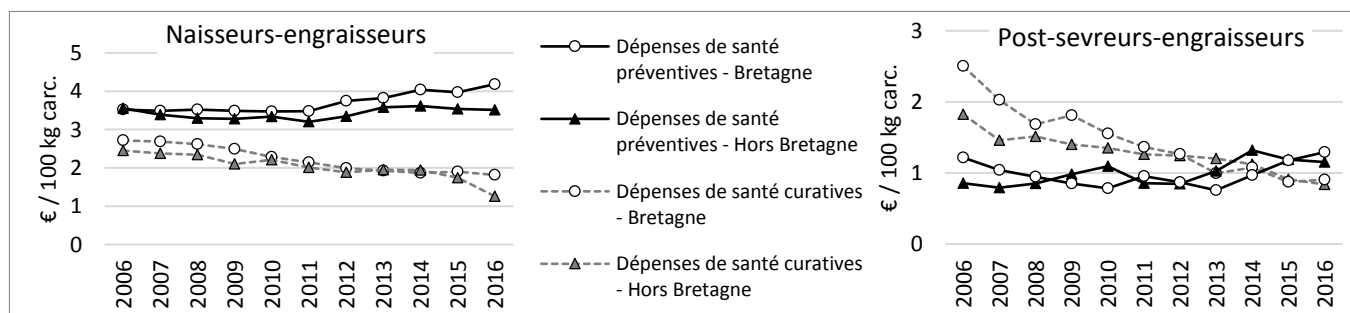 Naisseurs-engraisseurs
€ / 100 kg carc.
5
4
3
2
1
0
2006
2007
2008
2009
2010
2011
2012
2013
2014
2015
2016
Dépenses de santé
préventives - Bretagne
Dépenses de santé
préventives - Hors Bretagne
Dépenses de santé curatives
- Bretagne
Dépenses de santé curatives
- Hors Bretagne
Post-sevreurs-engraisseurs
€ / 100 kg carc.
3
2
1
0
2006
2007
2008
2009
2010
2011
2012
2013
2014
2015
2016